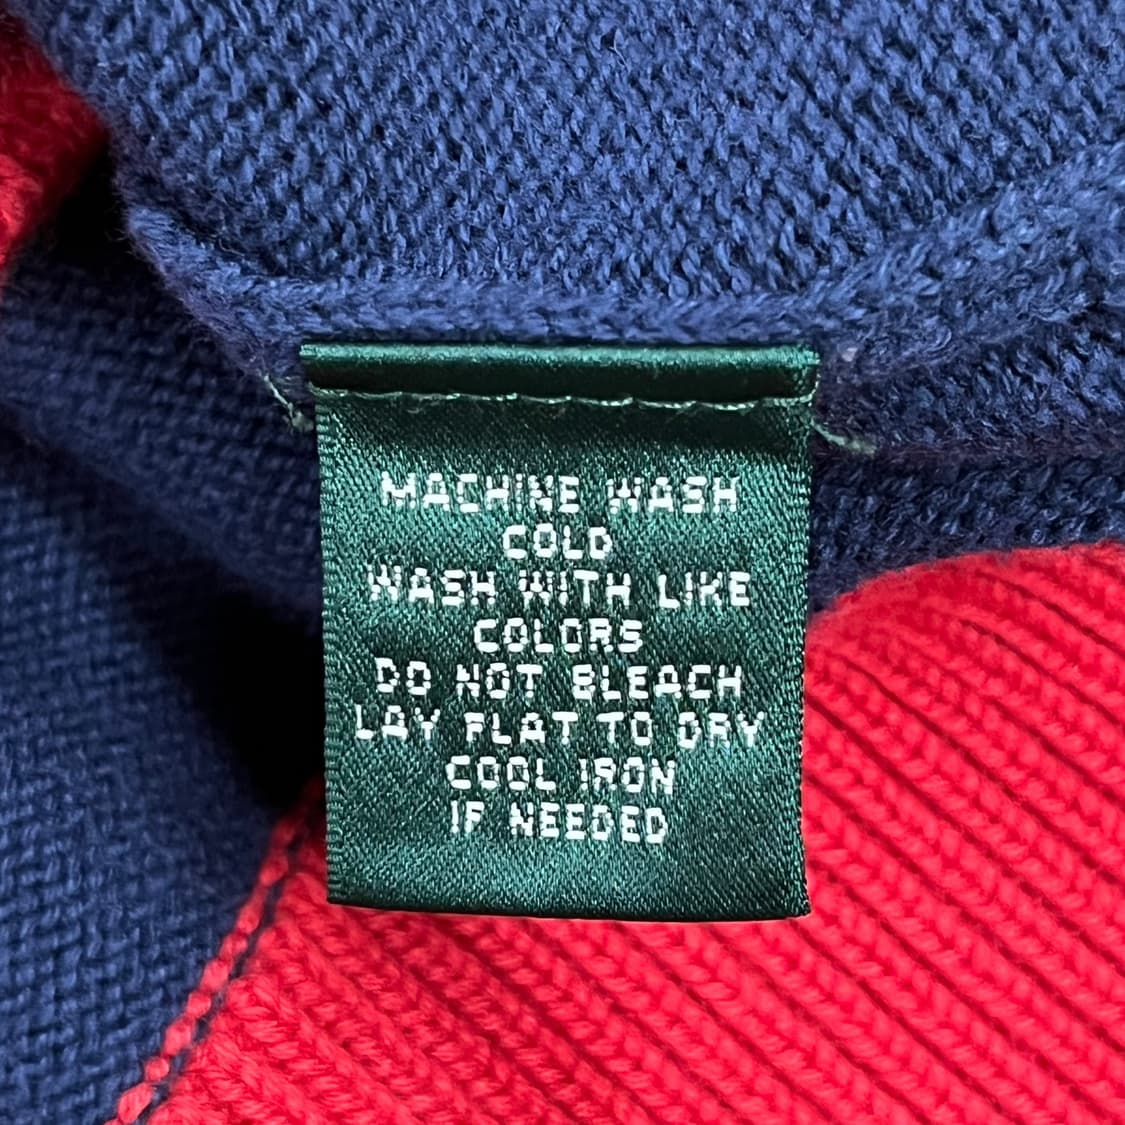 MACHINE WASH
COLD
WASH WITH LIKE
COLORS
DO NOT BLEACH
LAY FLAT TO DRY
COOL IRON
IF NEEDED